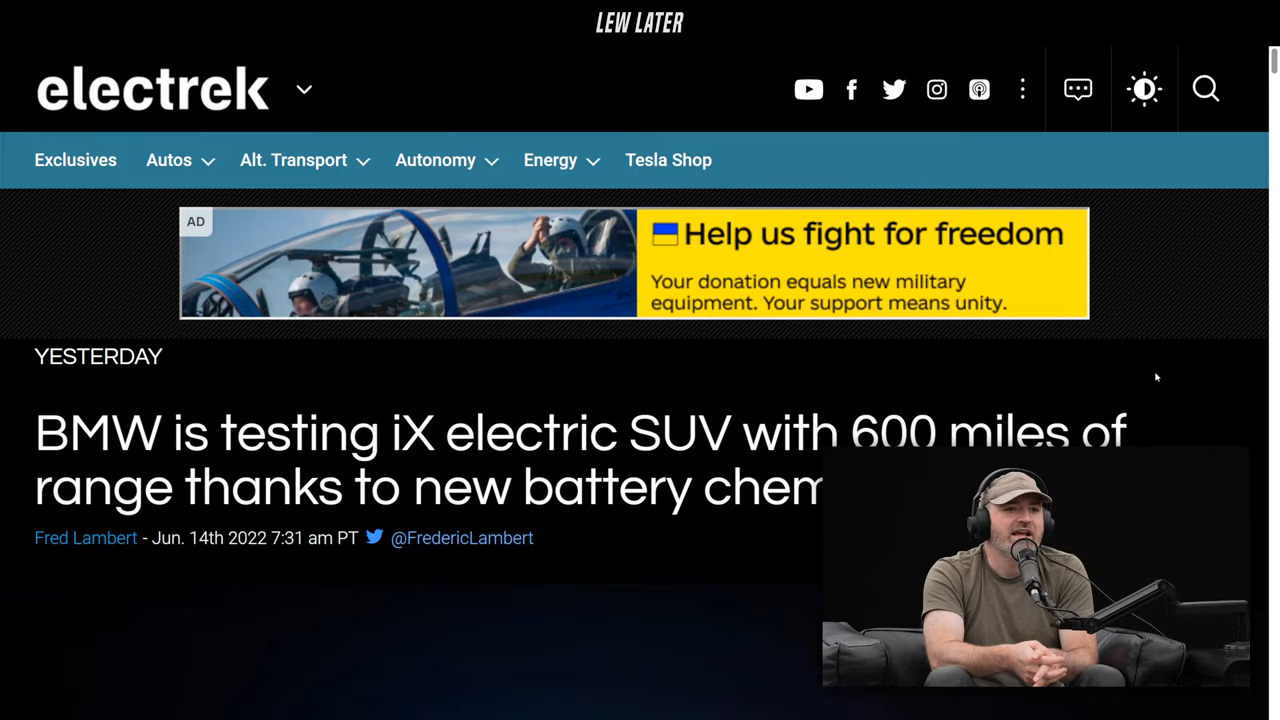 LEW LATER
electrek
Exclusives Autos Alt. Transport Autonomy Energy Tesla Shop
AD
Help us fight for freedom
Your donation equals new military
equipment. Your support means unity.
YESTERDAY
BMW is testing iX electric SUV with 600 miles of
range thanks to new battery chem
Fred Lambert - Jun. 14th 2022 7:31 am PT @FredericLambert